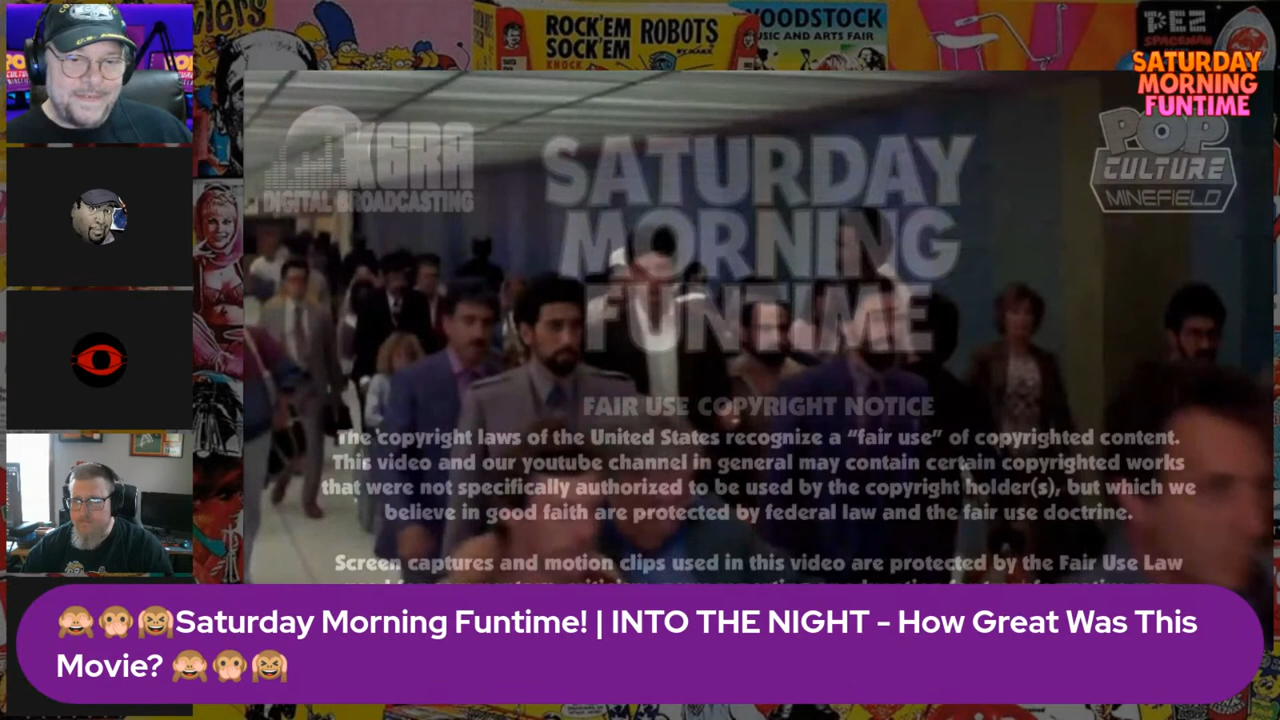 ROCK'EM
SOCK'EM
ROBOTS
KNOCK
WOODSTOCK
MUSIC AND ARTS FAIR
PEZ
SPACEMAN
SATURDAY
MORNING
FUNTIME
KGRA
DIGITAL BROADCASTING
SATURDAY
MORNING
FUNTIME
POP
CULTURE
MINEFIELD
FAIR USE COPYRIGHT NOTICE
The copyright laws of the United States recognize a “fair use” of copyrighted content.
This video and our youtube channel in general may contain certain copyrighted works
that were not specifically authorized to be used by the copyright holder(s), but which we
believe in good faith are protected by federal law and the fair use doctrine.
Screen captures and motion clips used in this video are protected by the Fair Use Law
🙈🙊🙉Saturday Morning Funtime! | INTO THE NIGHT - How Great Was This
Movie? 🙈🙊🙉